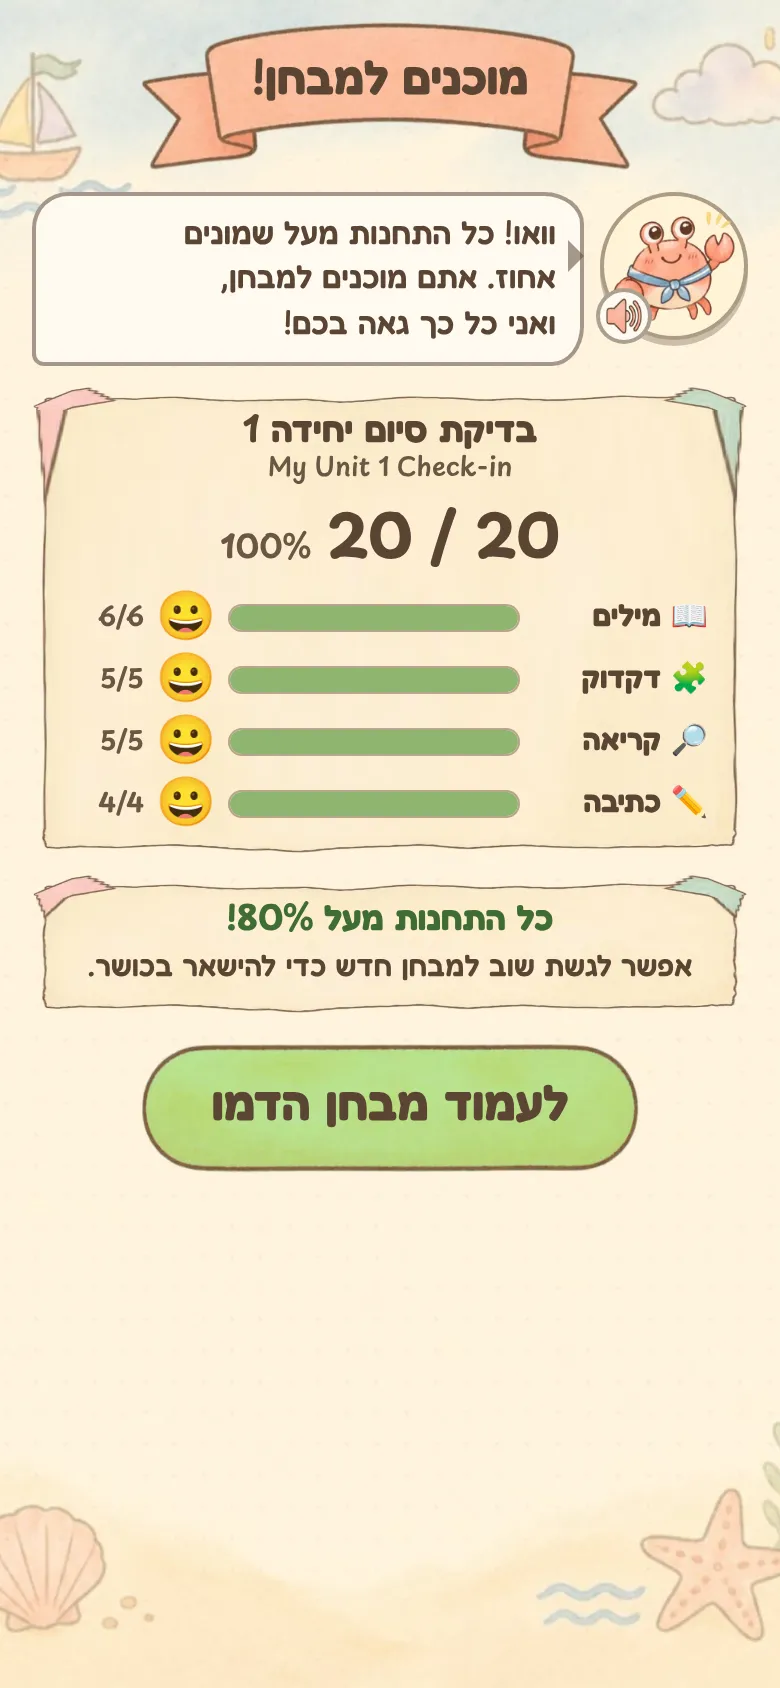 מוכנים למבחן!
וואו! כל התחנות מעל שמונים
אחוז. אתם מוכנים למבחן,
ואני כל כך גאה בכם!
בדיקת סיום יחידה 1
My Unit 1 Check-in
20 / 20 100%
מילים 6/6
דקדוק 5/5
קריאה 5/5
כתיבה 4/4
כל התחנות מעל 80%!
אפשר לגשת שוב למבחן חדש כדי להישאר בכושר.
לעמוד מבחן הדמו